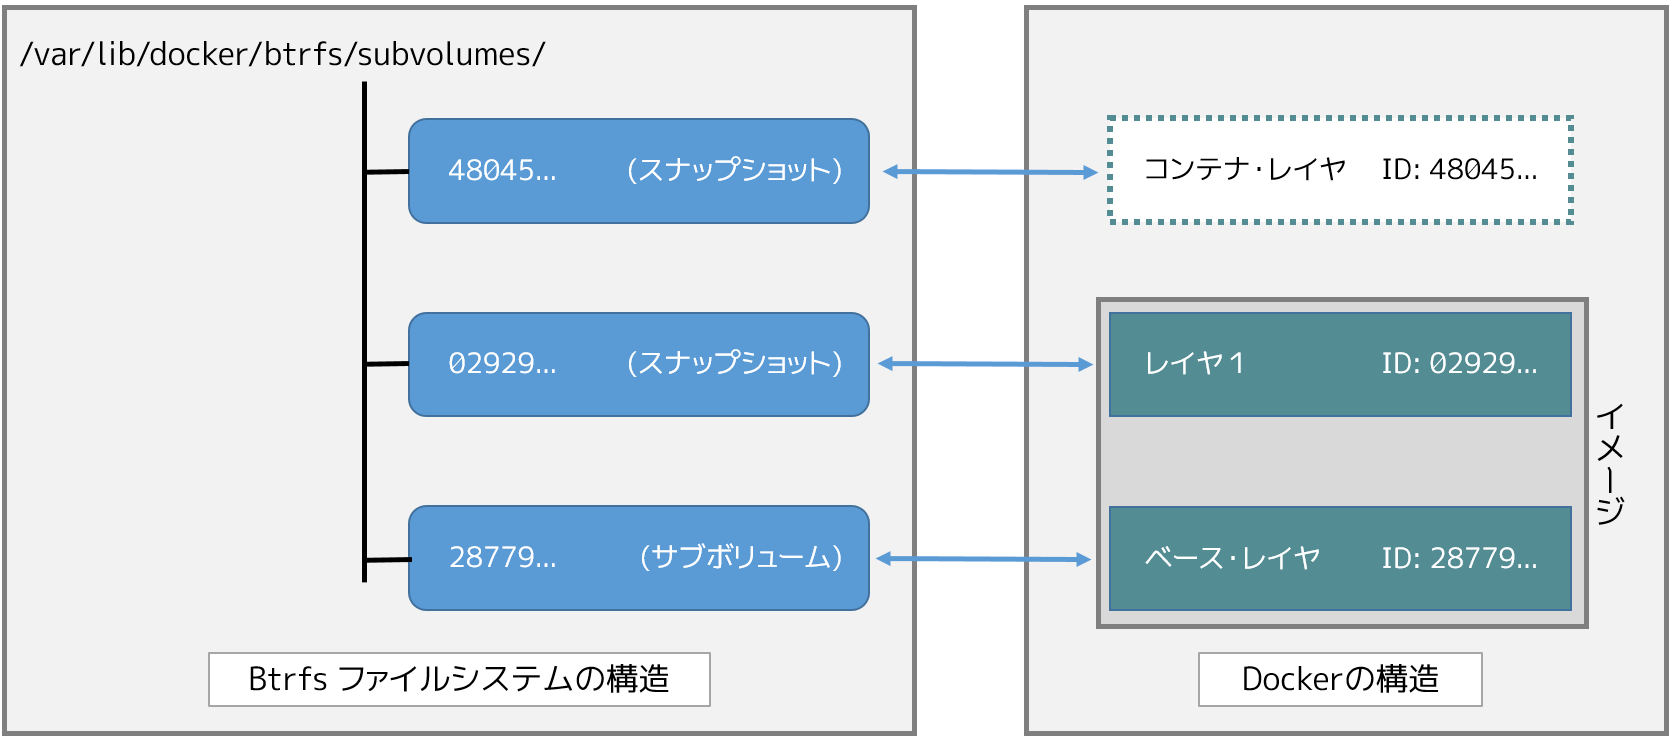 /var/lib/docker/btrfs/subvolumes/
48045... (スナップショット)
02929... (スナップショット)
28779... (サブボリューム)
Btrfs ファイルシステムの構造
コンテナ・レイヤ ID: 48045...
レイヤ1 ID: 02929...
ベース・レイヤ ID: 28779...
イメージ
Dockerの構造